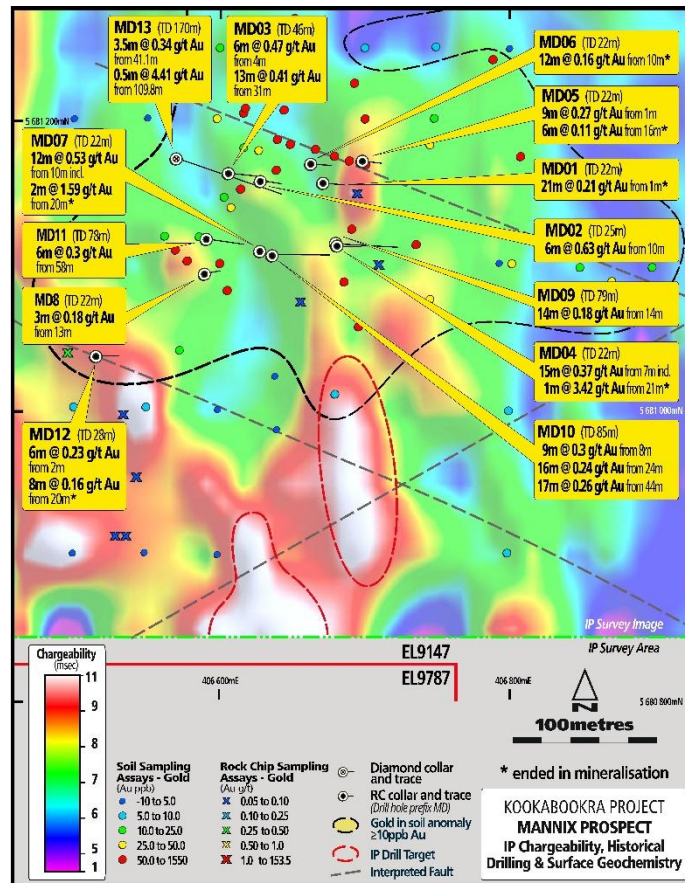 MD13 (TD 170m)
3.5m @ 0.34 g/t Au
from 41.1m
0.5m @ 4.41 g/t Au
from 109.8m
MD03 (TD 46m)
6m @ 0.47 g/t Au
from 4m
13m @ 0.41 g/t Au
from 31m
MD06 (TD 22m)
12m @ 0.16 g/t Au from 10m*
MD05 (TD 22m)
9m @ 0.27 g/t Au from 1m
6m @ 0.11 g/t Au from 16m*
5 681 200mN
MD07 (TD 22m)
12m @ 0.53 g/t Au
from 10m incl.
2m @ 1.59 g/t Au
from 20m*
MD01 (TD 22m)
21m @ 0.21 g/t Au from 1m*
MD02 (TD 25m)
6m @ 0.63 g/t Au from 10m
MD11 (TD 78m)
6m @ 0.3 g/t Au
from 58m
MD09 (TD 79m)
14m @ 0.18 g/t Au from 14m
MD8 (TD 22m)
3m @ 0.18 g/t Au
from 13m
MD04 (TD 22m)
15m @ 0.37 g/t Au from 7m incl.
1m @ 3.42 g/t Au from 21m*
5 681 000mN
MD12 (TD 28m)
6m @ 0.23 g/t Au
from 2m
8m @ 0.16 g/t Au
from 20m*
MD10 (TD 85m)
9m @ 0.3 g/t Au from 8m
16m @ 0.24 g/t Au from 24m
17m @ 0.26 g/t Au from 44m
IP Survey Image
IP Survey Area
EL9147
EL9787
406 600mE
406 800mE
5 680 800mN
Chargeability
(msec)
11
10
9
8
7
6
5
1
N
100metres
* ended in mineralisation
Soil Sampling
Assays - Gold
(Au ppb)
-10 to 5.0
5.0 to 10.0
10.0 to 25.0
25.0 to 50.0
50.0 to 1550
Rock Chip Sampling
Assays - Gold
(Au g/t)
0.05 to 0.10
0.10 to 0.25
0.25 to 0.50
0.50 to 1.0
1.0 to 153.5
Diamond collar
and trace
RC collar and trace
(Drill hole prefix MD)
Gold in soil anomaly
≥10ppb Au
IP Drill Target
Interpreted Fault
KOOKABOOKRA PROJECT
MANNIX PROSPECT
IP Chargeability, Historical
Drilling & Surface Geochemistry